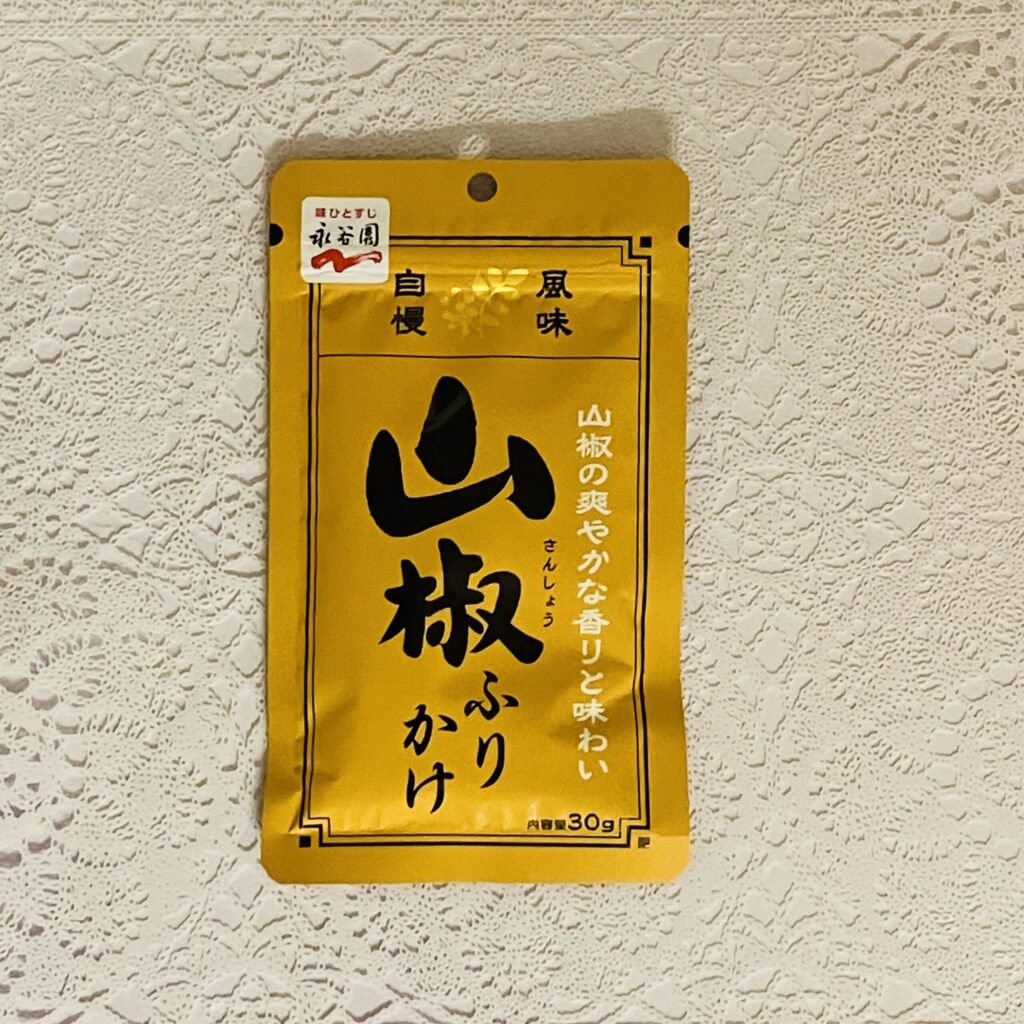 味ひとすじ
永谷園
風味
自慢
山椒の爽やかな香りと味わい
山椒
さんしょう
ふりかけ
内容量30g